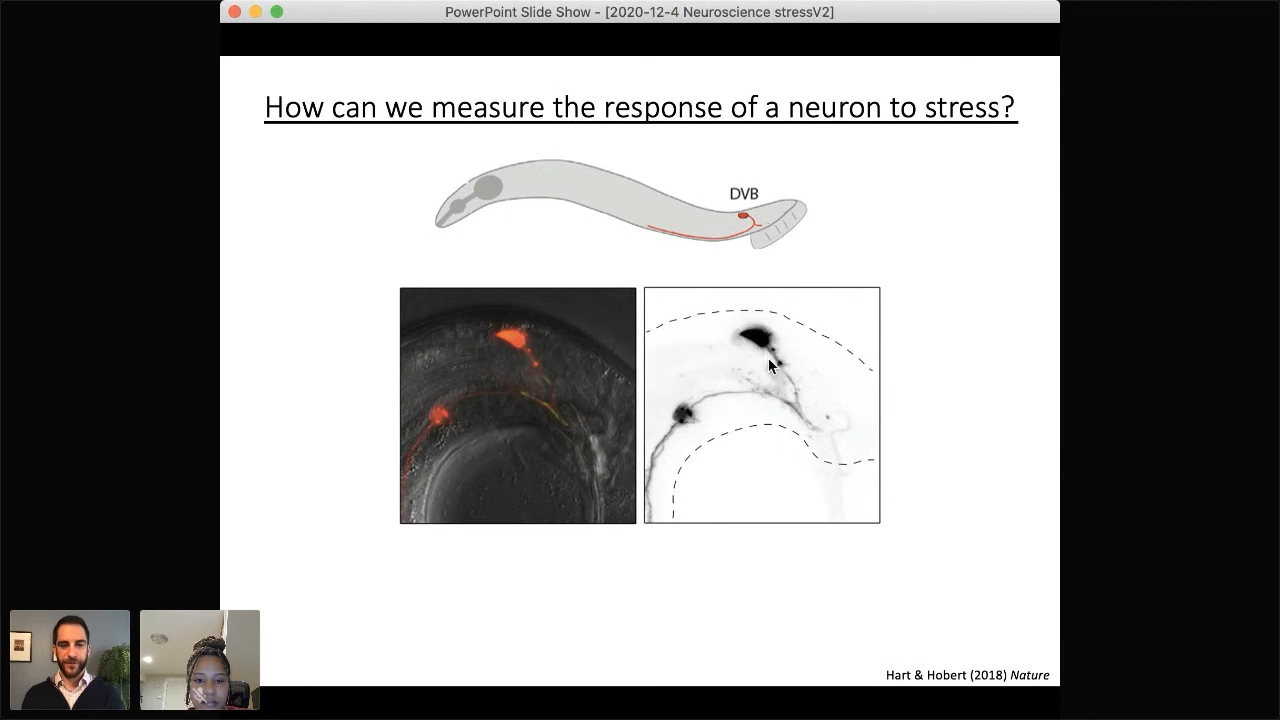 PowerPoint Slide Show - [2020-12-4 Neuroscience stressV2]
How can we measure the response of a neuron to stress?
DVB
Hart & Hobert (2018) Nature